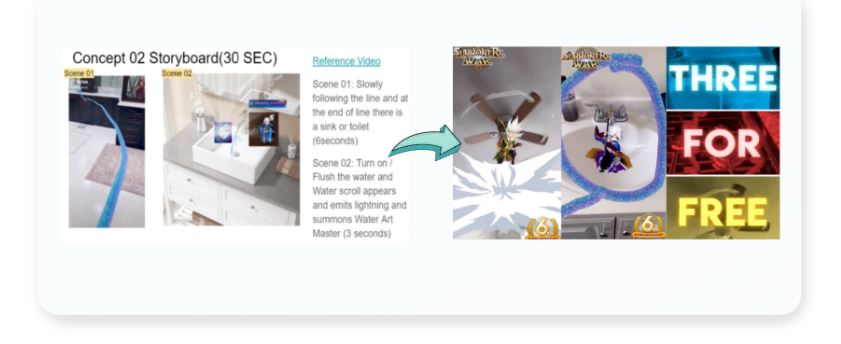 Concept 02 Storyboard(30 SEC)
Scene 01
Scene 02
Reference Video
Scene 01: Slowly
following the line and at
the end of line there is
a sink or toilet
(6seconds)
Scene 02: Turn on /
Flush the water and
Water scroll appears
and emits lightning and
summons Water Art
Master (3 seconds)
SUMMONERS
WAR
6th
SUMMONERS
WAR
6th
THREE
FOR
FREE